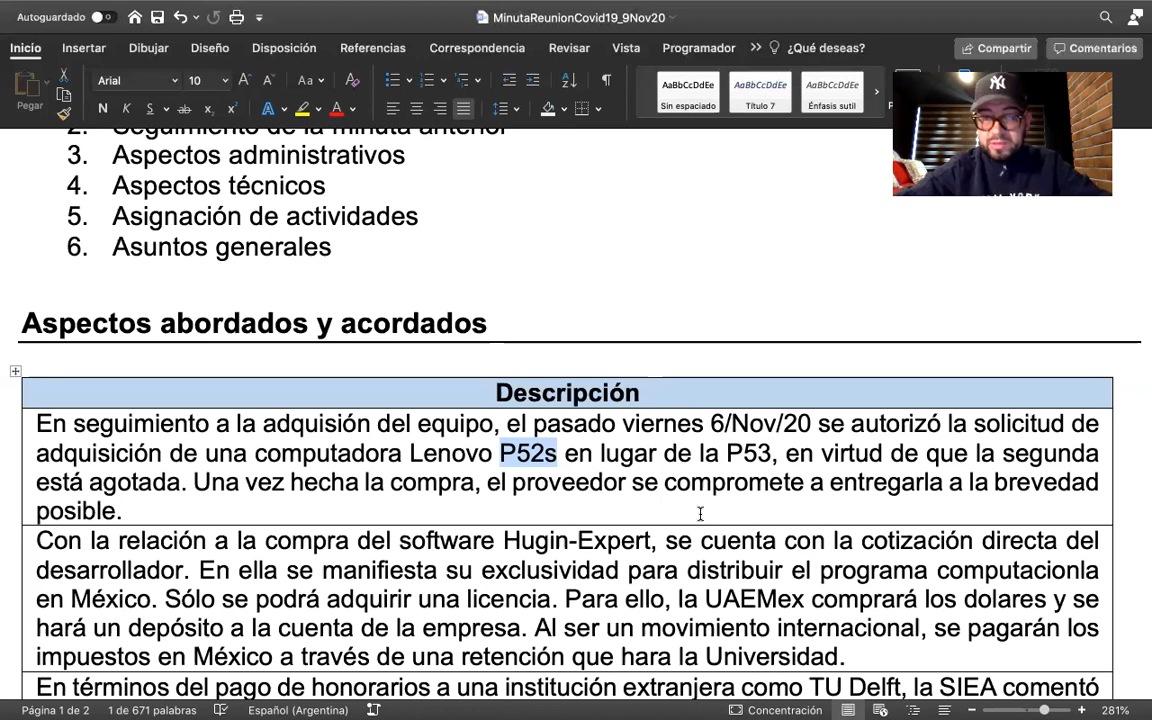 Autoguardado
MinutaReunionCovid19_9Nov20
Inicio Insertar Dibujar Diseño Disposición Referencias Correspondencia Revisar Vista Programador ¿Qué deseas? Compartir Comentarios
Pegar
Arial 10
N K S ab x₂ x²
AaBbCcDdEe AaBbCcDdEe AaBbCcDdEe
Sin espaciado Título 7 Énfasis sutil
2. Seguimiento de la minuta anterior
3. Aspectos administrativos
4. Aspectos técnicos
5. Asignación de actividades
6. Asuntos generales
Aspectos abordados y acordados
Descripción
En seguimiento a la adquisión del equipo, el pasado viernes 6/Nov/20 se autorizó la solicitud de
adquisición de una computadora Lenovo P52s en lugar de la P53, en virtud de que la segunda
está agotada. Una vez hecha la compra, el proveedor se compromete a entregarla a la brevedad
posible.
Con la relación a la compra del software Hugin-Expert, se cuenta con la cotización directa del
desarrollador. En ella se manifiesta su exclusividad para distribuir el programa computacionla
en México. Sólo se podrá adquirir una licencia. Para ello, la UAEMex comprará los dolares y se
hará un depósito a la cuenta de la empresa. Al ser un movimiento internacional, se pagarán los
impuestos en México a través de una retención que hara la Universidad.
En términos del pago de honorarios a una institución extranjera como TU Delft, la SIEA comentó
Página 1 de 2 1 de 671 palabras Español (Argentina) Concentración 281%